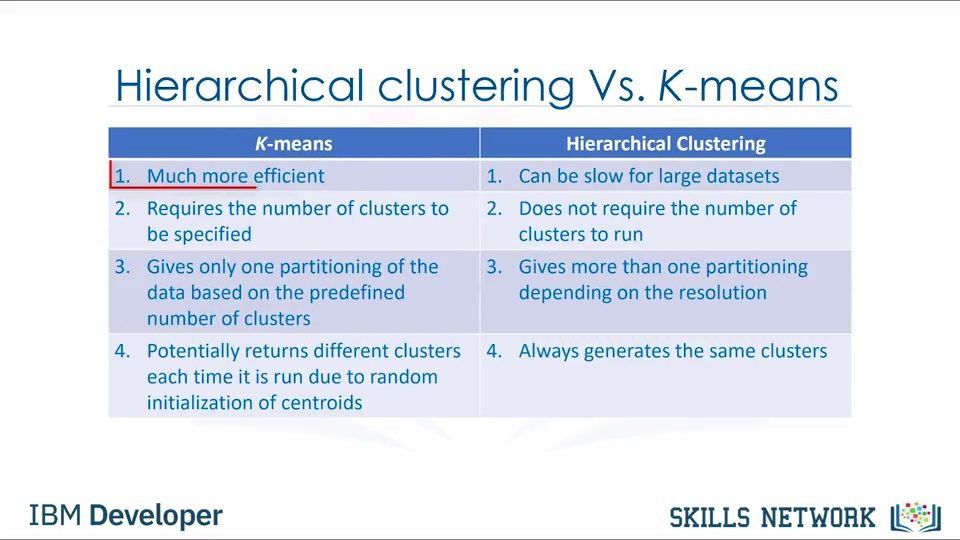 Hierarchical clustering Vs. K-means
K-means
Hierarchical Clustering
1. Much more efficient
1. Can be slow for large datasets
2. Requires the number of clusters to
be specified
2. Does not require the number of
clusters to run
3. Gives only one partitioning of the
data based on the predefined
number of clusters
3. Gives more than one partitioning
depending on the resolution
4. Potentially returns different clusters
each time it is run due to random
initialization of centroids
4. Always generates the same clusters
IBM Developer
SKILLS NETWORK